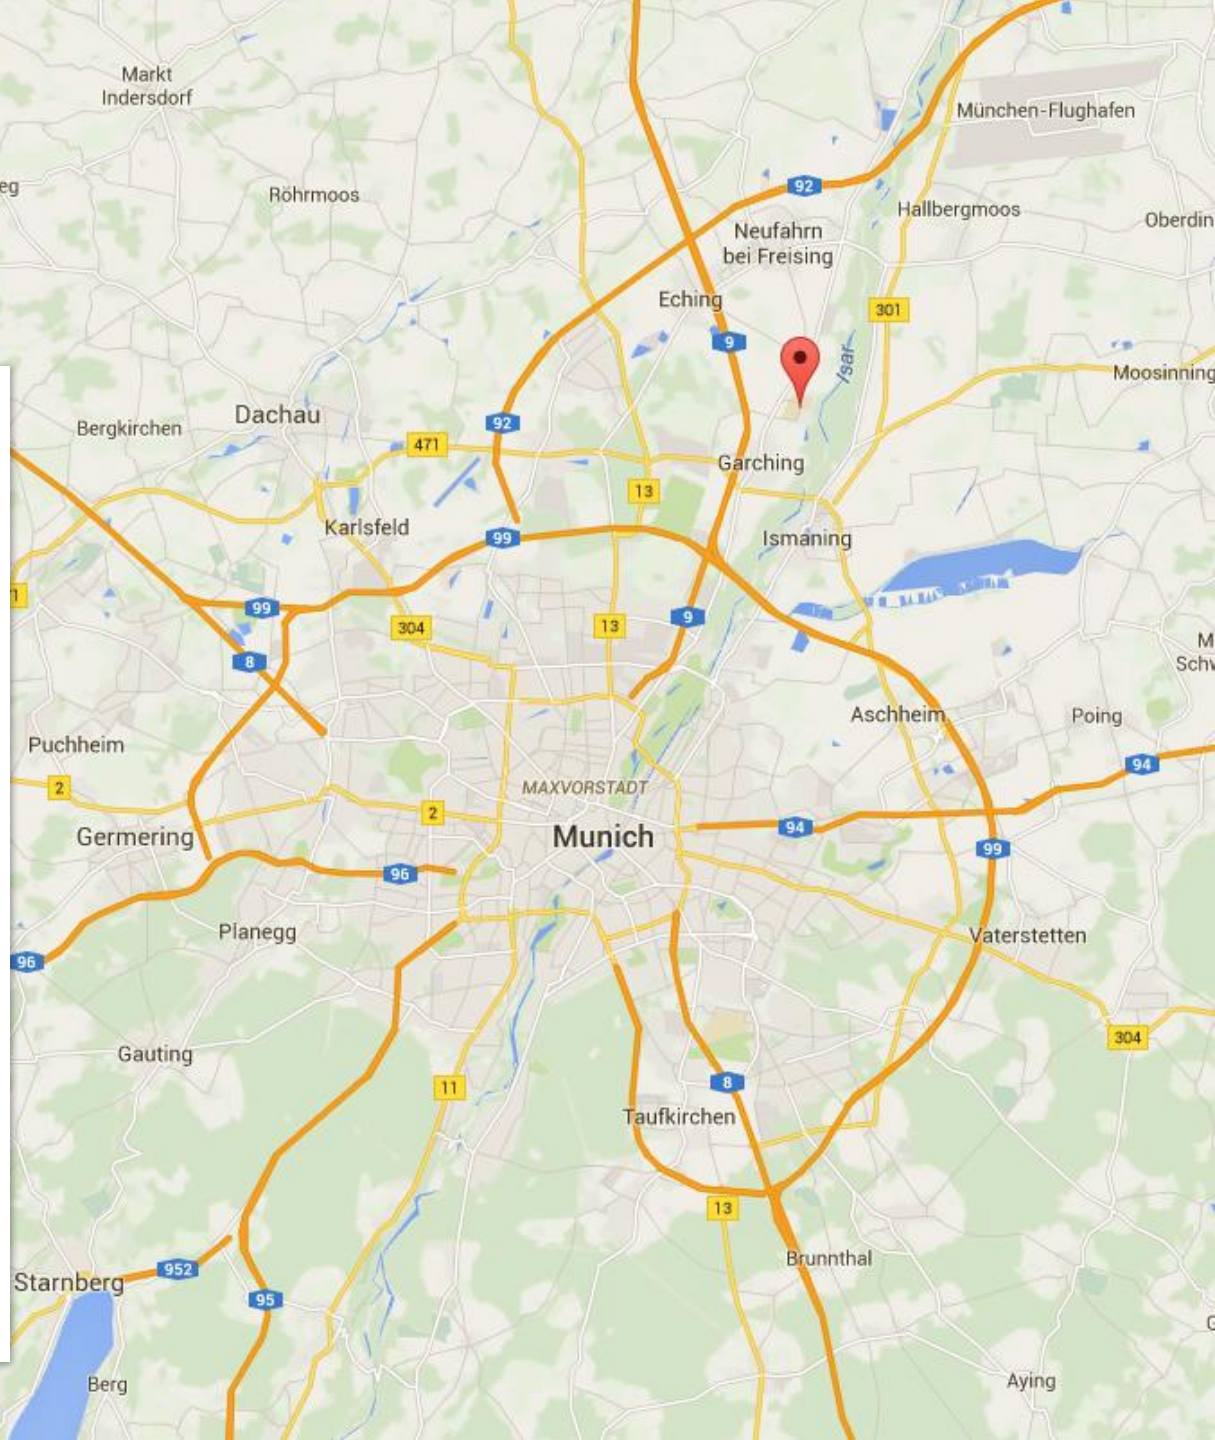 Markt
Indersdorf
München-Flughafen
Röhrmoos
eg
92
Hallbergmoos
Oberdin
Neufahrn
bei Freising
Eching
301
9
Isar
Moosinning
Dachau
Bergkirchen
92
471
Garching
13
Karlsfeld
99
Ismaning
1
99
304
13
9
8
M
Schw
Aschheim
Poing
Puchheim
94
2
MAXVORSTADT
2
94
Germering
Munich
99
96
Planegg
Vaterstetten
96
304
Gauting
11
8
Taufkirchen
13
Brunnthal
952
Starnberg
95
G
Berg
Aying